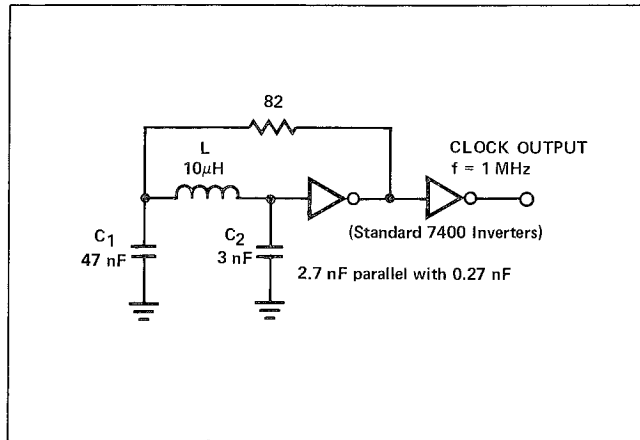 82
L
10μH
CLOCK OUTPUT
f = 1 MHz
C1
47 nF
C2
3 nF
(Standard 7400 Inverters)
2.7 nF parallel with 0.27 nF